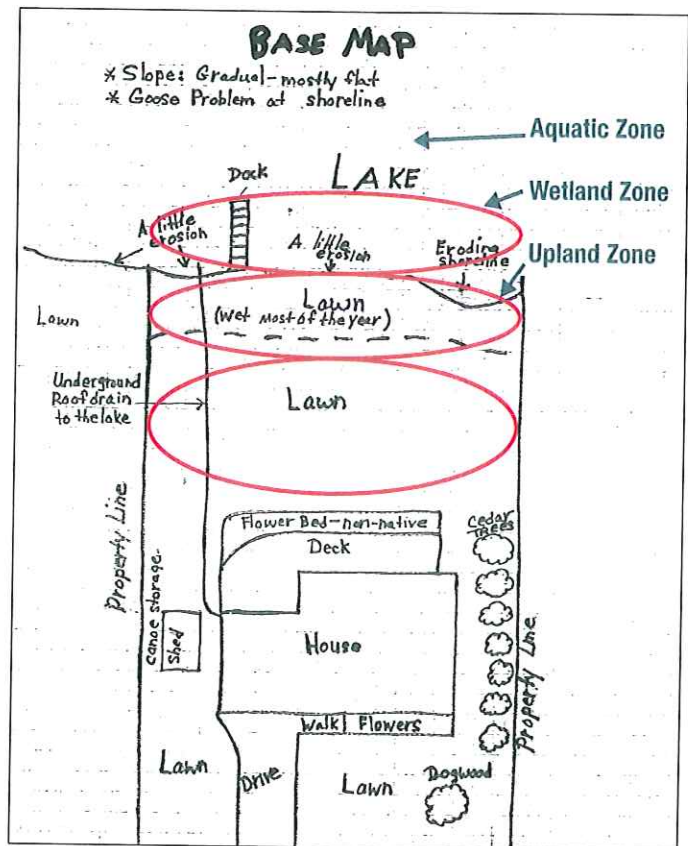 BASE MAP
* Slope: Gradual-mostly flat
* Goose Problem at shoreline
Aquatic Zone
LAKE
Dock
Wetland Zone
A little
erosion
A little
erosion
Eroding
shoreline
Upland Zone
Lawn
Lawn
(Wet most of the year)
Underground
Roof drain
to the lake
Lawn
Property Line
Flower Bed-non-native
Deck
Cedar
Trees
canoe storage
Shed
House
Property Line
Walk
Flowers
Lawn
Drive
Lawn
Dogwood